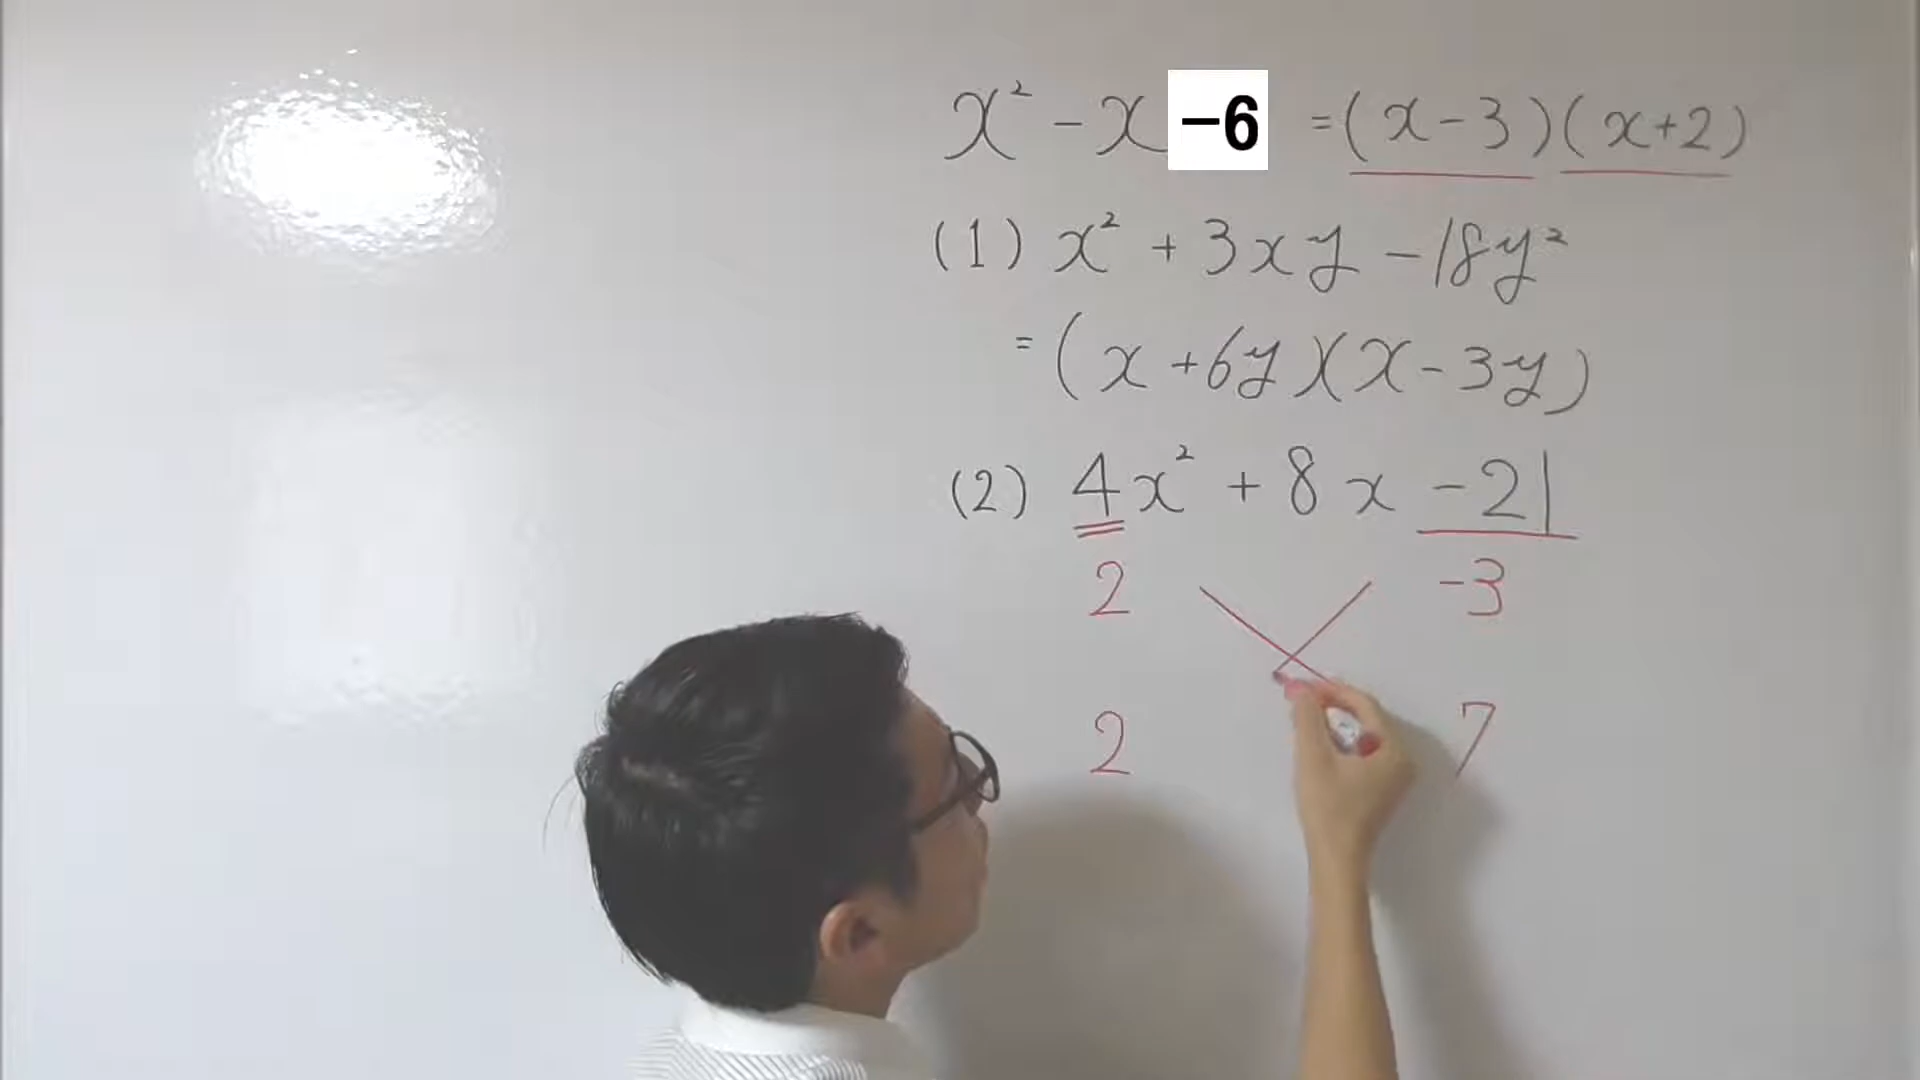 x² - x -6 = (x-3)(x+2)
(1) x² + 3xy - 18y²
= (x+6y)(x-3y)
(2) 4x² + 8x - 21
2 -3
2 7